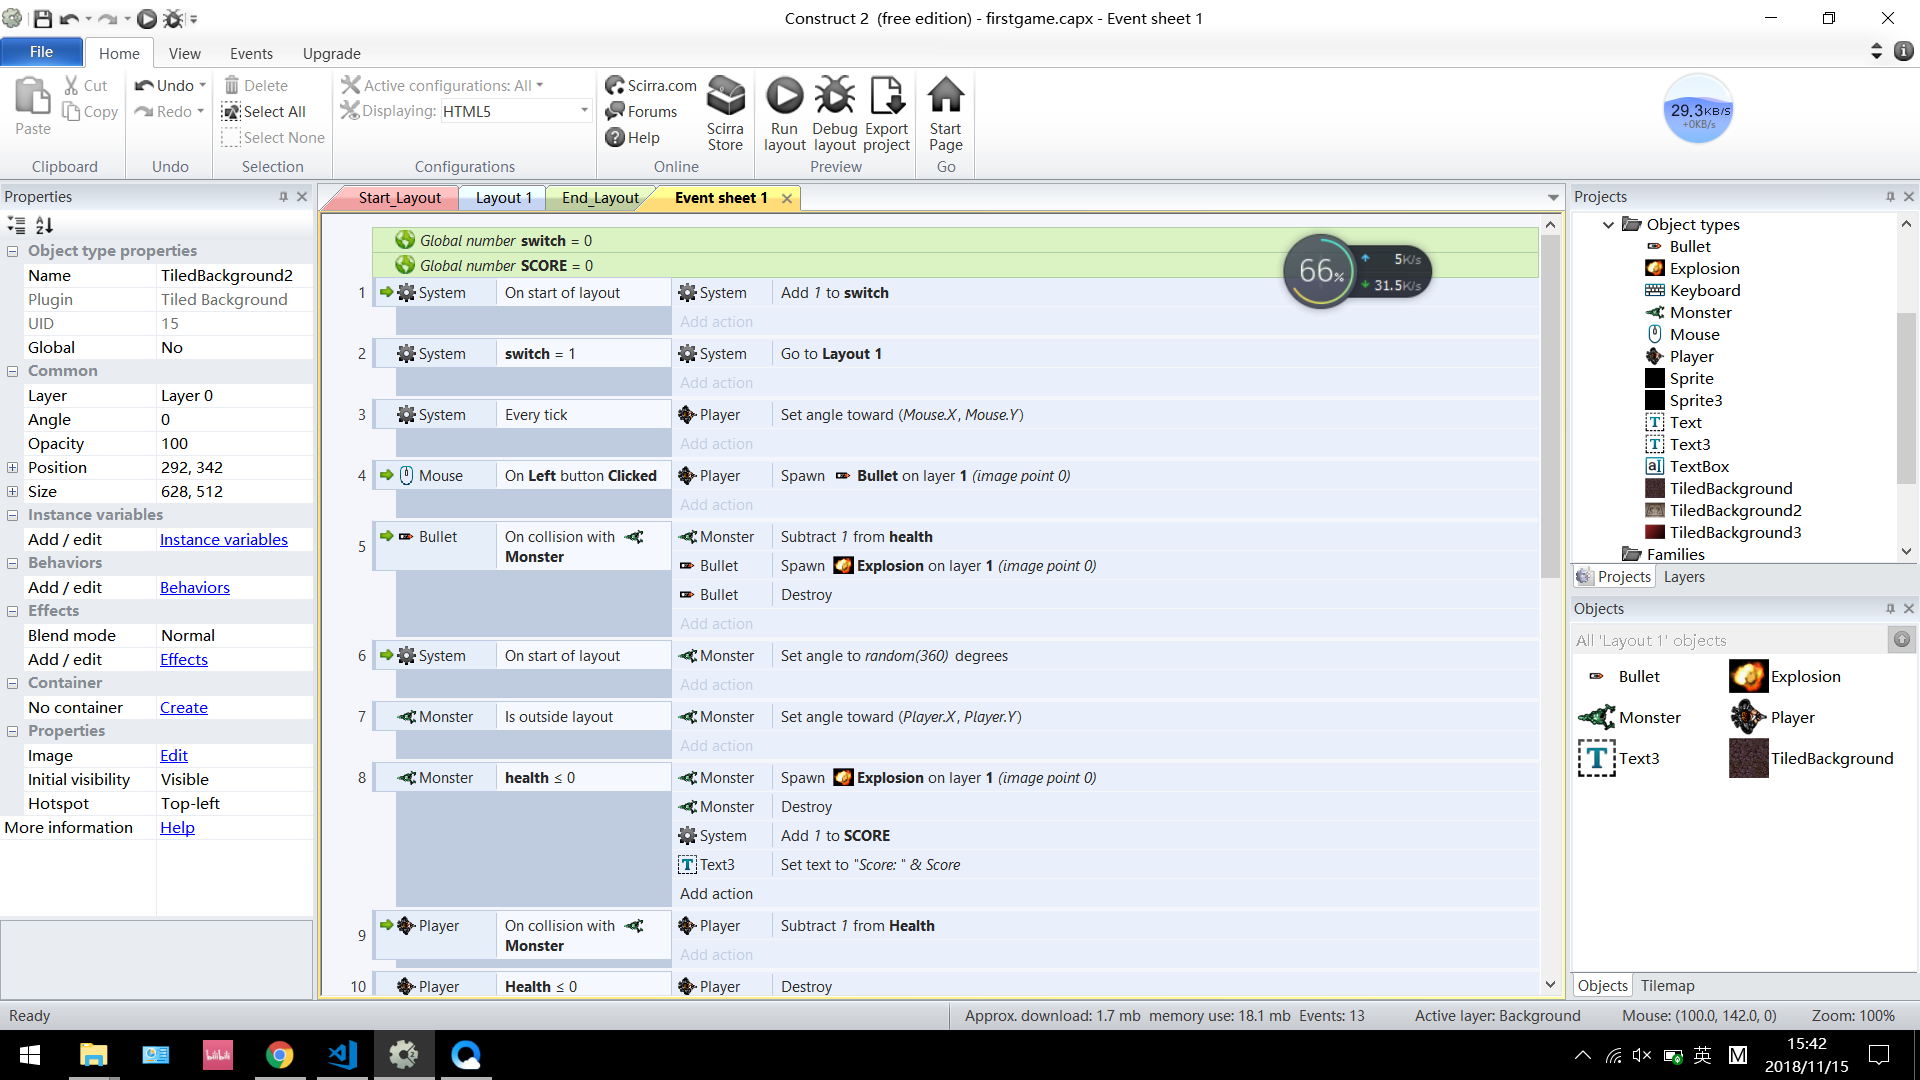 Construct 2  (free edition) - firstgame.capx - Event sheet 1
File
Home
View
Events
Upgrade
Paste
Cut
Copy
Clipboard
Undo
Redo
Undo
Delete
Select All
Select None
Selection
Active configurations: All
Displaying: HTML5
Configurations
Scirra.com
Forums
Help
Scirra Store
Online
Run layout
Debug layout
Export project
Preview
Start Page
Go
29.3KB/S
+0KB/s
Properties
Object type properties
Name TiledBackground2
Plugin Tiled Background
UID 15
Global No
Common
Layer Layer 0
Angle 0
Opacity 100
Position 292, 342
Size 628, 512
Instance variables
Add / edit Instance variables
Behaviors
Add / edit Behaviors
Effects
Blend mode Normal
Add / edit Effects
Container
No container Create
Properties
Image Edit
Initial visibility Visible
Hotspot Top-left
More information Help
Start_Layout
Layout 1
End_Layout
Event sheet 1
Global number switch = 0
Global number SCORE = 0
66%
5K/s
31.5K/s
1 System On start of layout System Add 1 to switch
Add action
2 System switch = 1 System Go to Layout 1
Add action
3 System Every tick Player Set angle toward (Mouse.X, Mouse.Y)
Add action
4 Mouse On Left button Clicked Player Spawn Bullet on layer 1 (image point 0)
Add action
5 Bullet On collision with Monster Monster Subtract 1 from health
Bullet Spawn Explosion on layer 1 (image point 0)
Bullet Destroy
Add action
6 System On start of layout Monster Set angle to random(360) degrees
Add action
7 Monster Is outside layout Monster Set angle toward (Player.X, Player.Y)
Add action
8 Monster health ≤ 0 Monster Spawn Explosion on layer 1 (image point 0)
Monster Destroy
System Add 1 to SCORE
Text3 Set text to "Score: " & Score
Add action
9 Player On collision with Monster Player Subtract 1 from Health
Add action
10 Player Health ≤ 0 Player Destroy
Projects
Object types
Bullet
Explosion
Keyboard
Monster
Mouse
Player
Sprite
Sprite3
Text
Text3
TextBox
TiledBackground
TiledBackground2
TiledBackground3
Families
Projects Layers
Objects
All 'Layout 1' objects
Bullet Explosion
Monster Player
Text3 TiledBackground
Objects Tilemap
Ready
Approx. download: 1.7 mb  memory use: 18.1 mb  Events: 13
Active layer: Background
Mouse: (100.0, 142.0, 0)
Zoom: 100%
英
M
15:42
2018/11/15